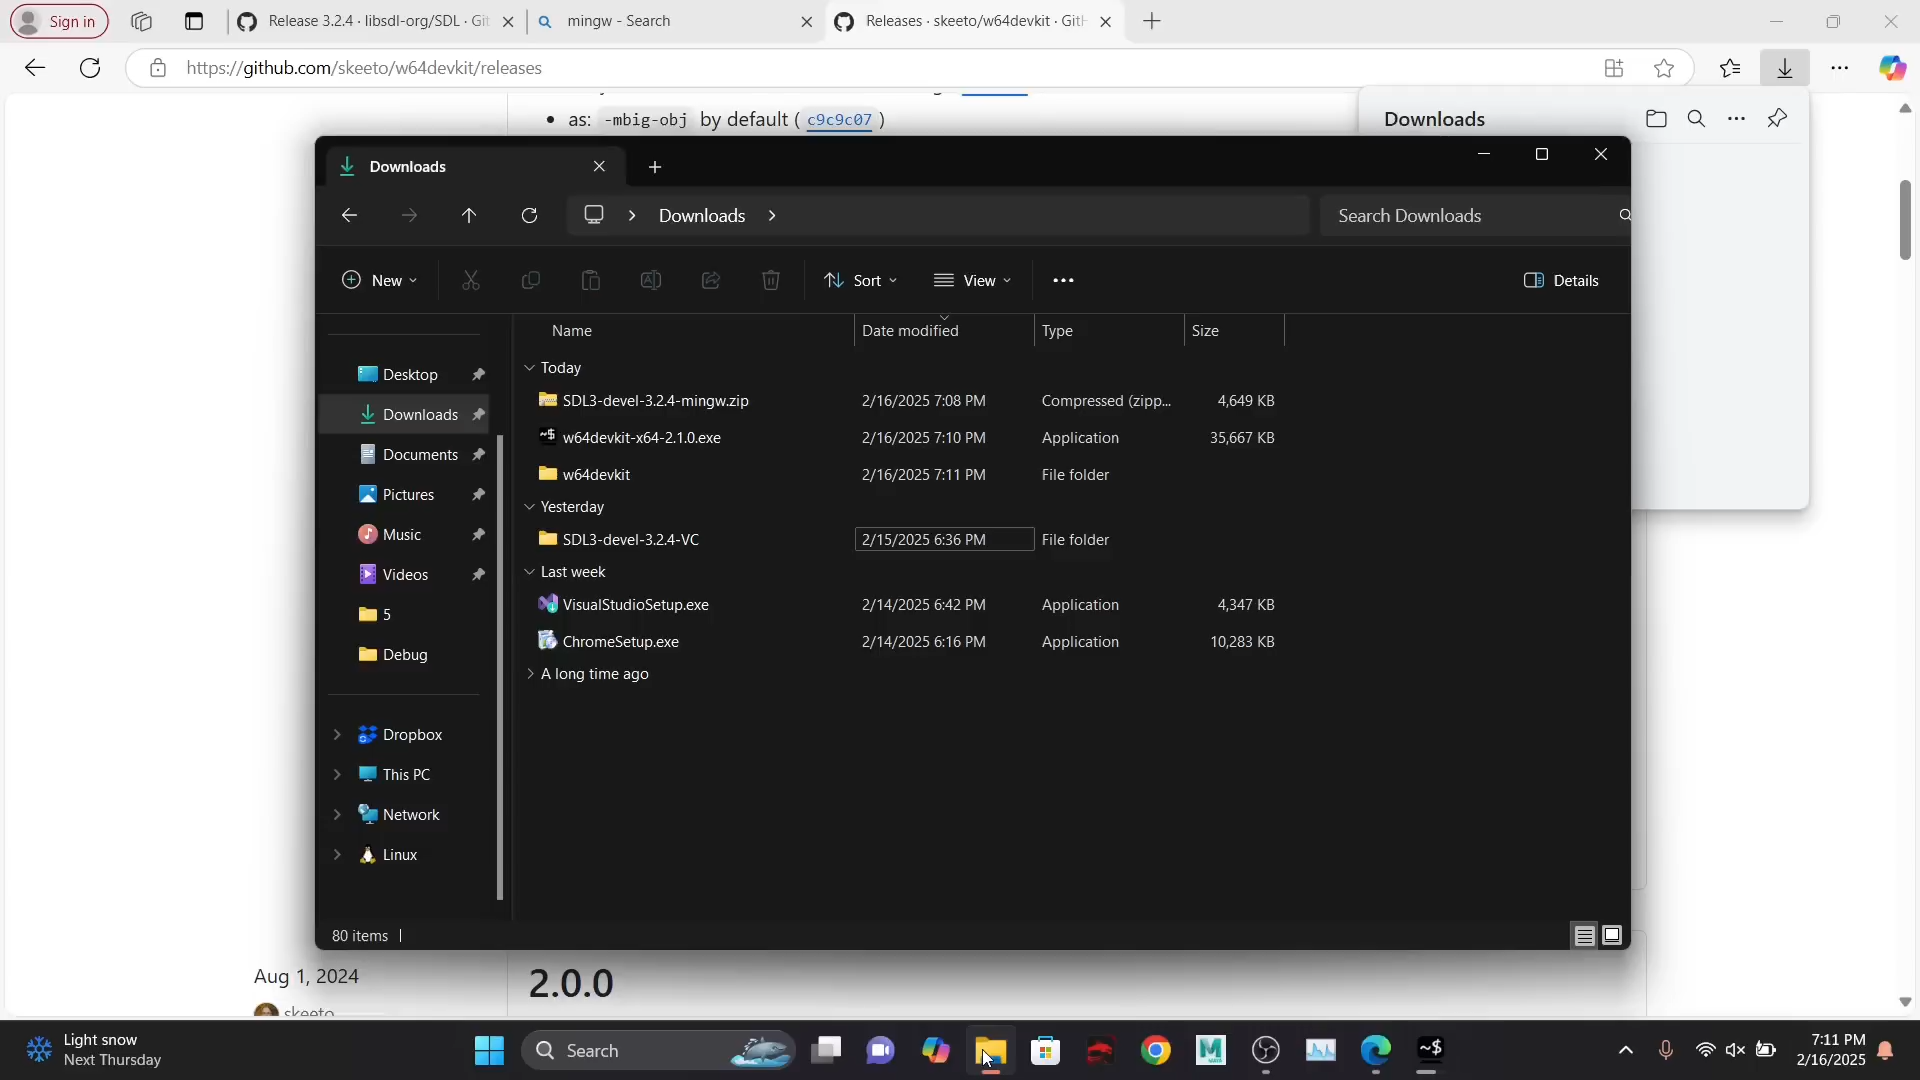 Sign in
Release 3.2.4 · libsdl-org/SDL · Git
mingw - Search
Releases · skeeto/w64devkit · GitH
https://github.com/skeeto/w64devkit/releases
as: -mbig-obj by default ( c9c9c07 )
Downloads
Downloads
Downloads
Search Downloads
New
Sort
View
Details
Name
Date modified
Type
Size
Today
SDL3-devel-3.2.4-mingw.zip 2/16/2025 7:08 PM Compressed (zipp... 4,649 KB
w64devkit-x64-2.1.0.exe 2/16/2025 7:10 PM Application 35,667 KB
w64devkit 2/16/2025 7:11 PM File folder
Yesterday
SDL3-devel-3.2.4-VC 2/15/2025 6:36 PM File folder
Last week
VisualStudioSetup.exe 2/14/2025 6:42 PM Application 4,347 KB
ChromeSetup.exe 2/14/2025 6:16 PM Application 10,283 KB
A long time ago
Desktop
Downloads
Documents
Pictures
Music
Videos
5
Debug
Dropbox
This PC
Network
Linux
80 items
Aug 1, 2024
2.0.0
skeeto
Light snow
Next Thursday
Search
7:11 PM
2/16/2025